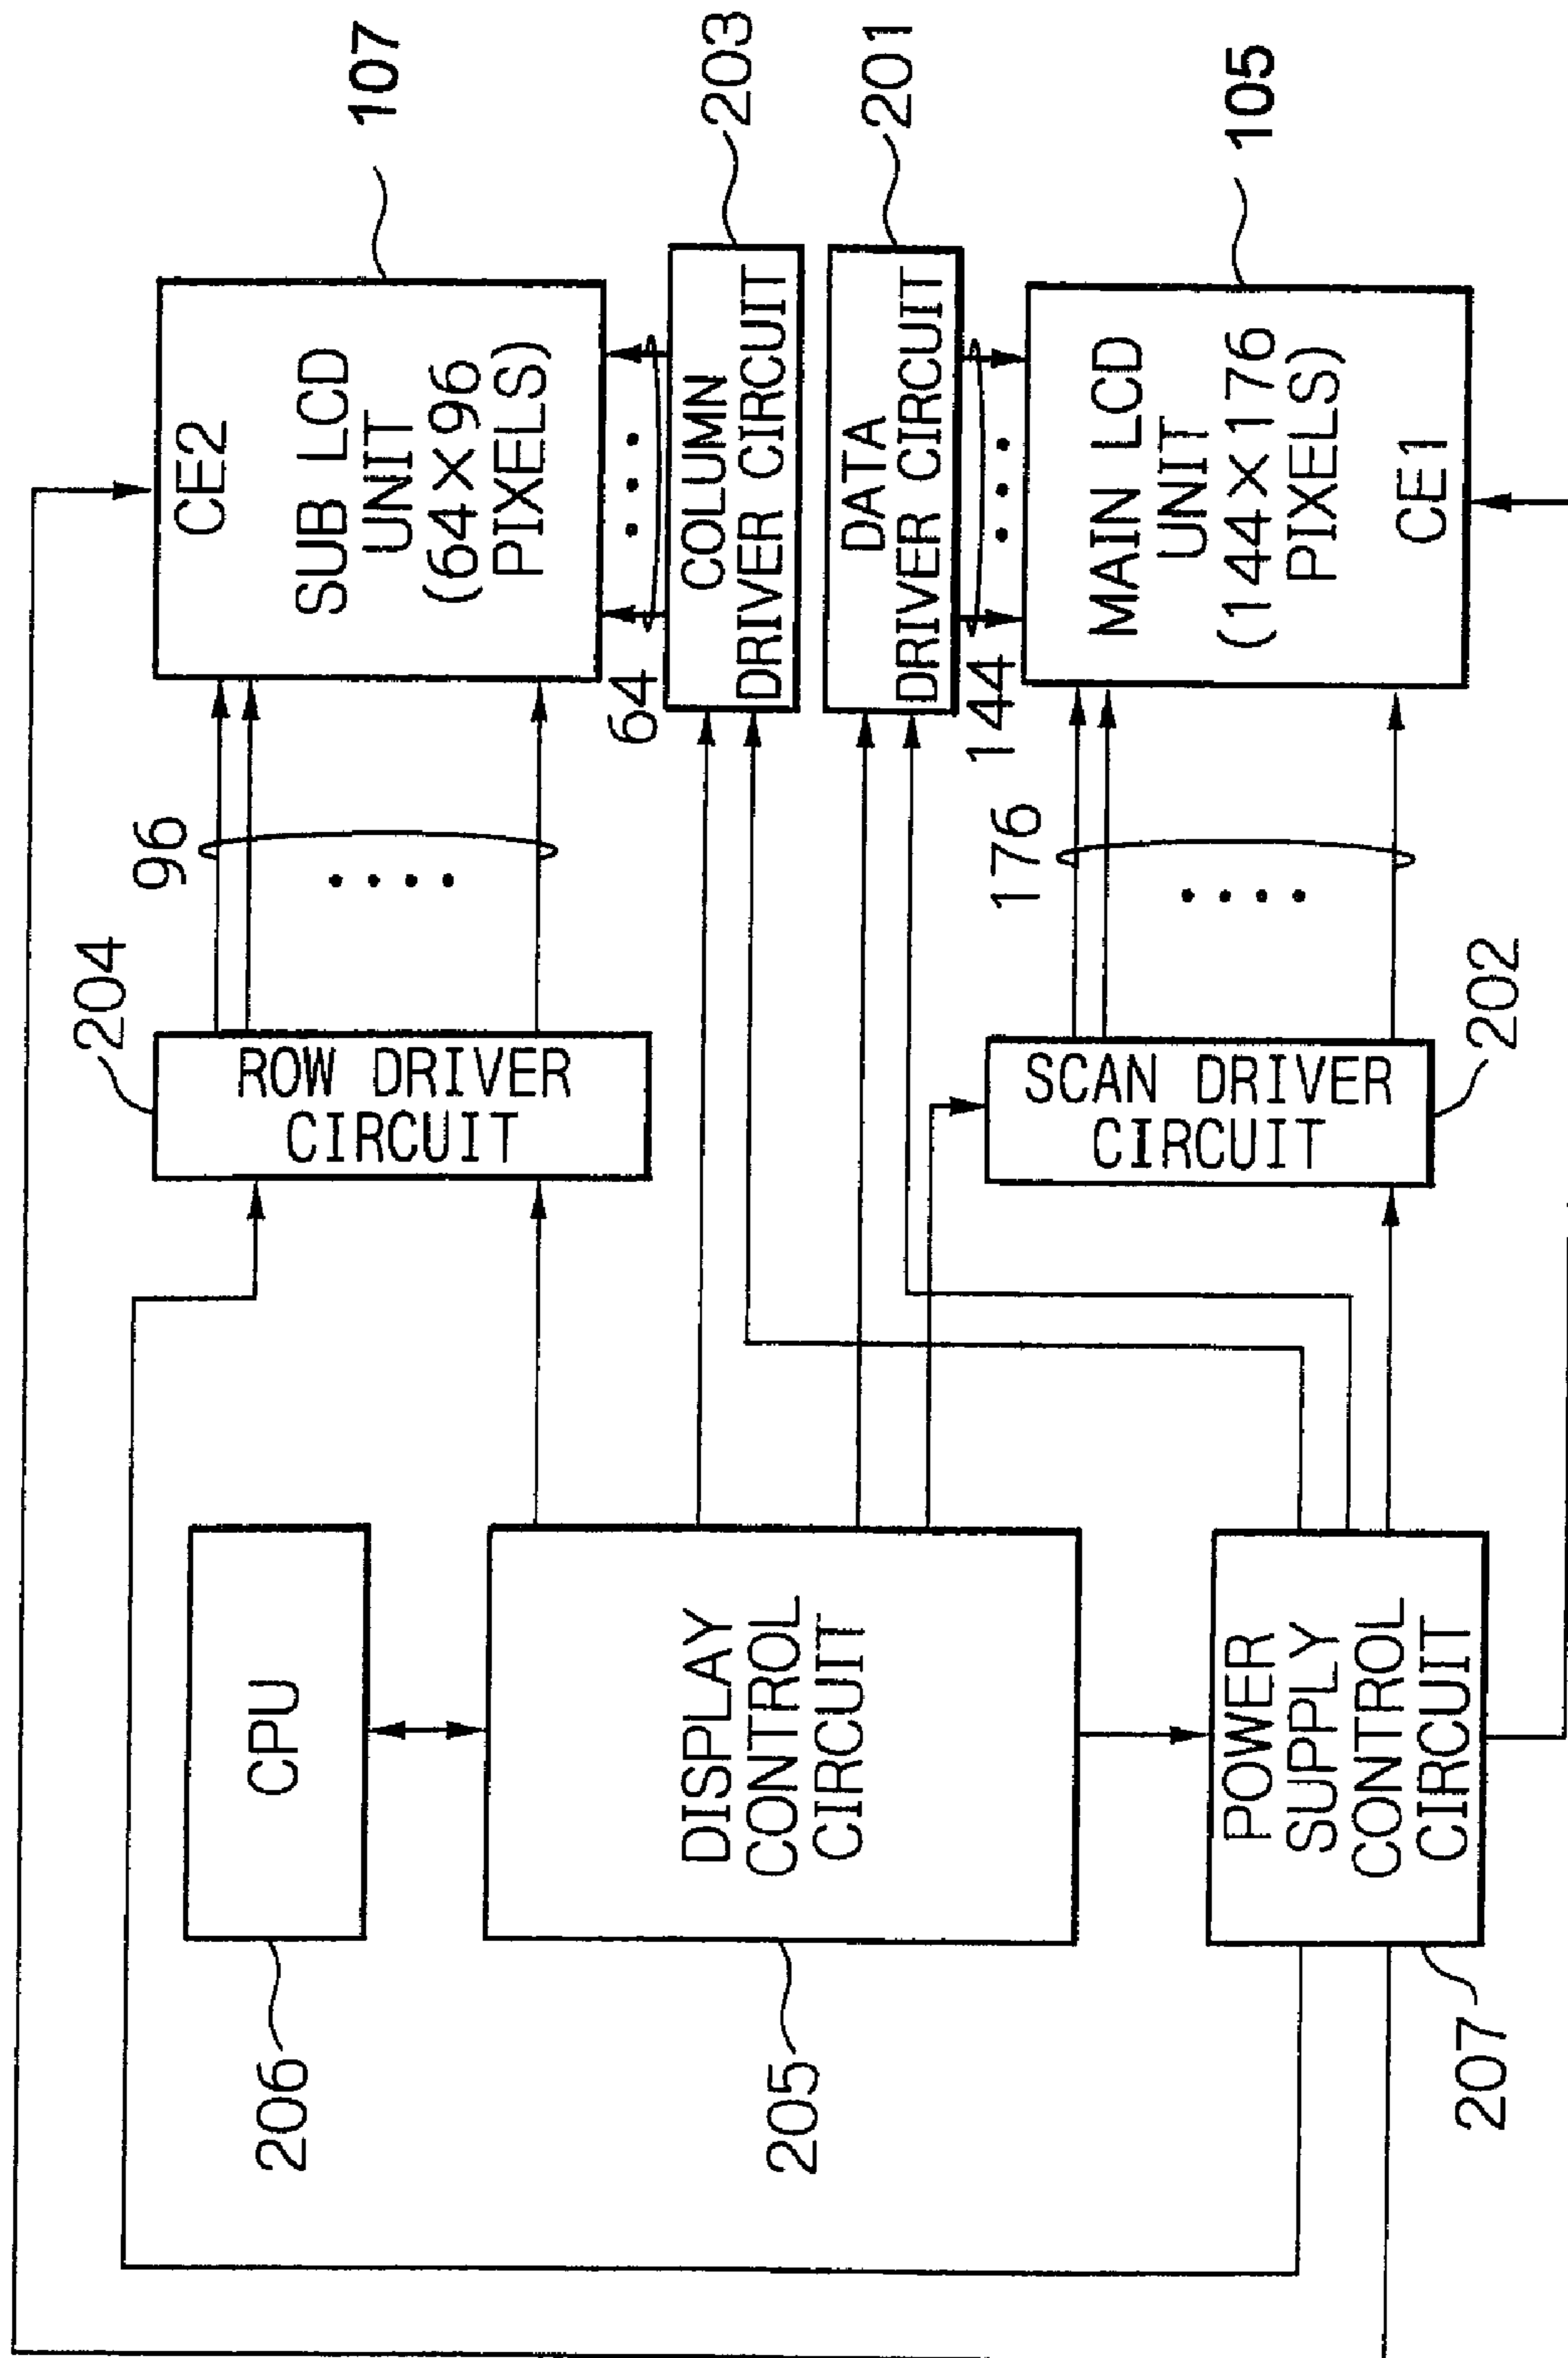 107
CE2
SUB LCD
UNIT
(64×96
PIXELS)
203
COLUMN
DRIVER CIRCUIT
64
201
DATA
DRIVER CIRCUIT
144
105
MAIN LCD
UNIT
(144×176
PIXELS)
CE1
96
176
204
ROW DRIVER
CIRCUIT
SCAN DRIVER
CIRCUIT
202
CPU
206
DISPLAY
CONTROL
CIRCUIT
205
POWER
SUPPLY
CONTROL
CIRCUIT
207